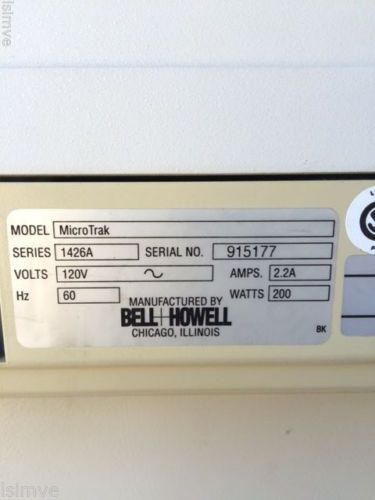 MODEL MicroTrak
SERIES 1426A SERIAL NO. 915177
VOLTS 120V ~ AMPS. 2.2A
Hz 60 WATTS 200
MANUFACTURED BY
BELL+HOWELL
CHICAGO, ILLINOIS
BK
lsimve
lsimve